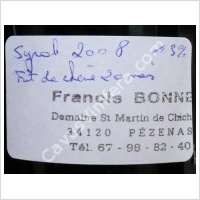 Syrah 2008
Fût de chêne 20 mois
Francis BONNE
Domaine St Martin de Chich
34120 PÉZENAS
Tél. 67-98-82-40